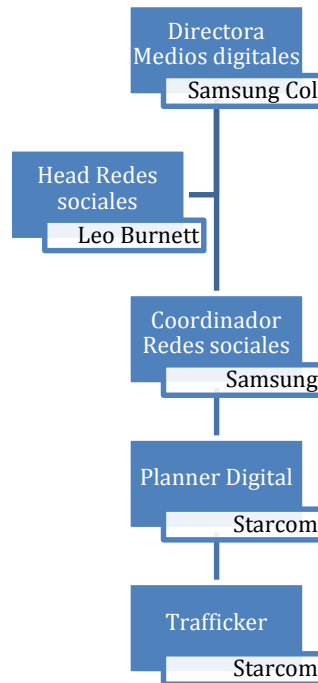 Directora
Medios digitales
Samsung Col
Head Redes
sociales
Leo Burnett
Coordinador
Redes sociales
Samsung
Planner Digital
Starcom
Trafficker
Starcom